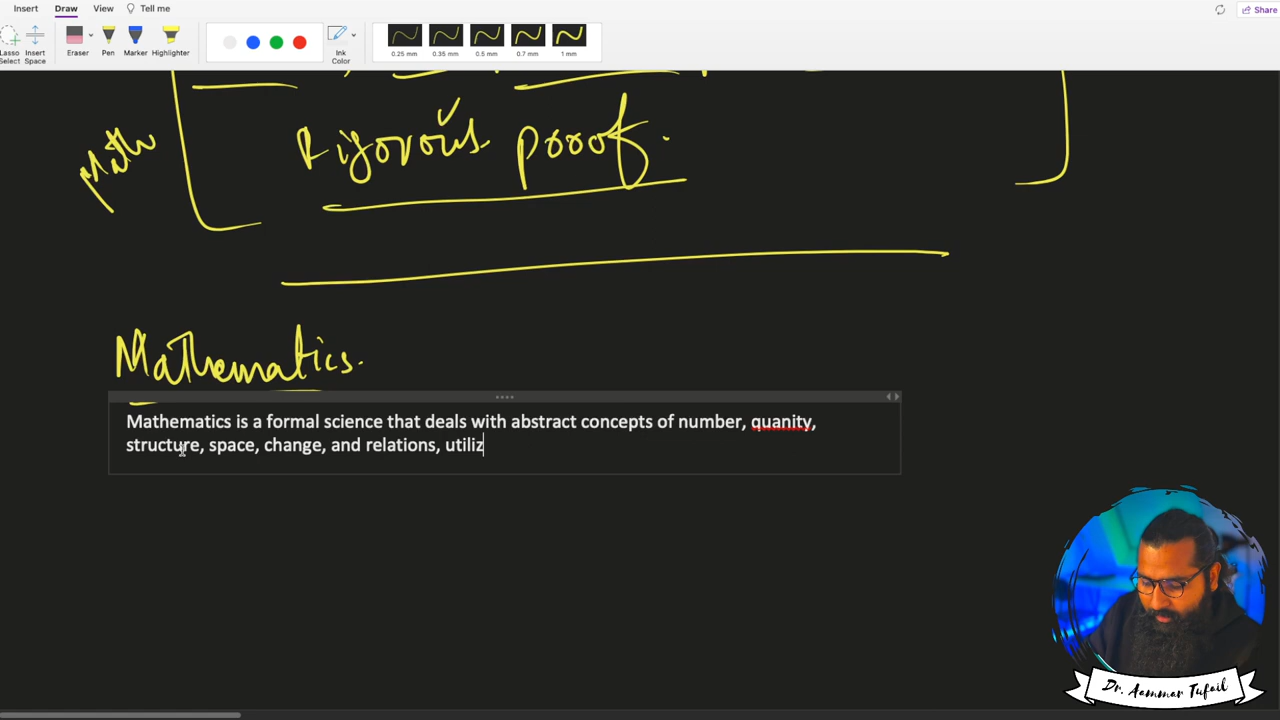 Insert Draw View Tell me Share
Lasso Select
Insert Space
Eraser
Pen
Marker
Highlighter
Ink Color
0.25 mm 0.35 mm 0.5 mm 0.7 mm 1 mm
Math
Rigorous proof.
Mathematics.
Mathematics is a formal science that deals with abstract concepts of number, quanity,
structure, space, change, and relations, utiliz
Dr. Aammar Tufail